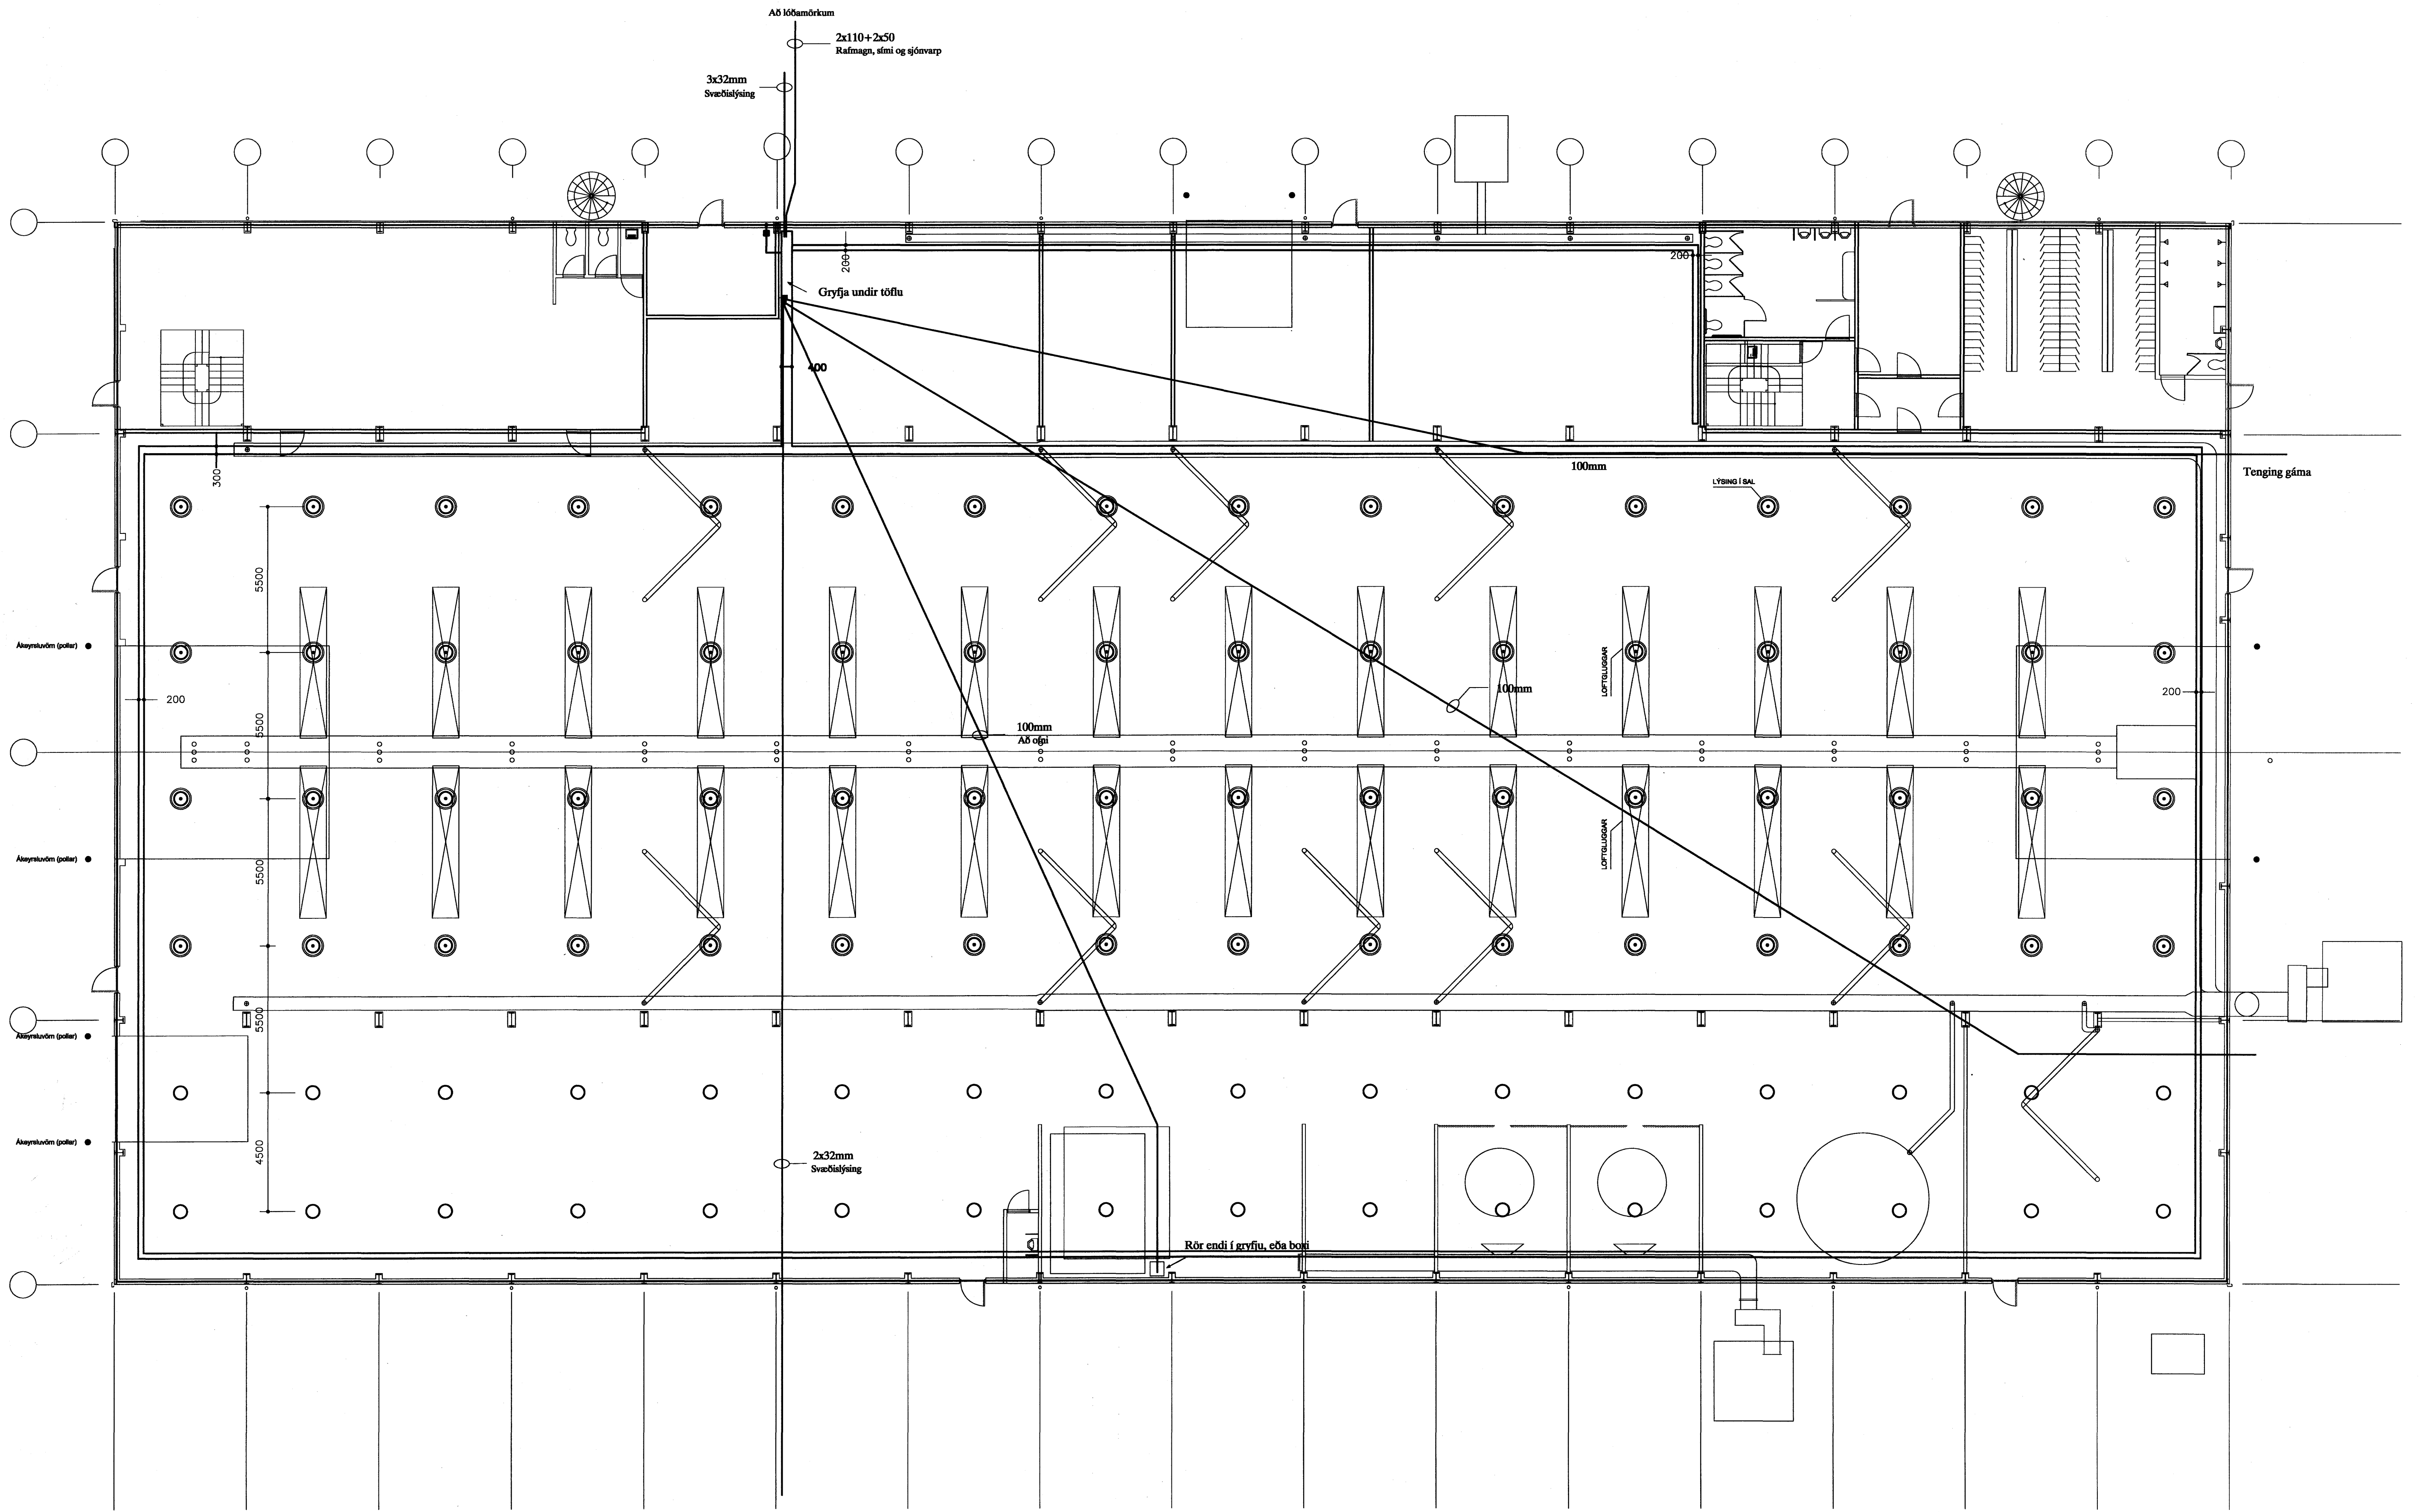 Að lóðamörkum
2x110+2x50
Rafmagn, sími og sjónvarp
3x32mm
Svæðislýsing
200
200
Gryfja undir töflu
400
300
100mm
Tenging gáma
LÝSING Í SAL
5500
Ákeyrsluvörn (pollar)
LOFTGLUGGAR
100mm
200
200
5500
100mm
Að ofni
LOFTGLUGGAR
Ákeyrsluvörn (pollar)
5500
5500
Ákeyrsluvörn (pollar)
Ákeyrsluvörn (pollar)
4500
2x32mm
Svæðislýsing
Rör endi í gryfju, eða boxi